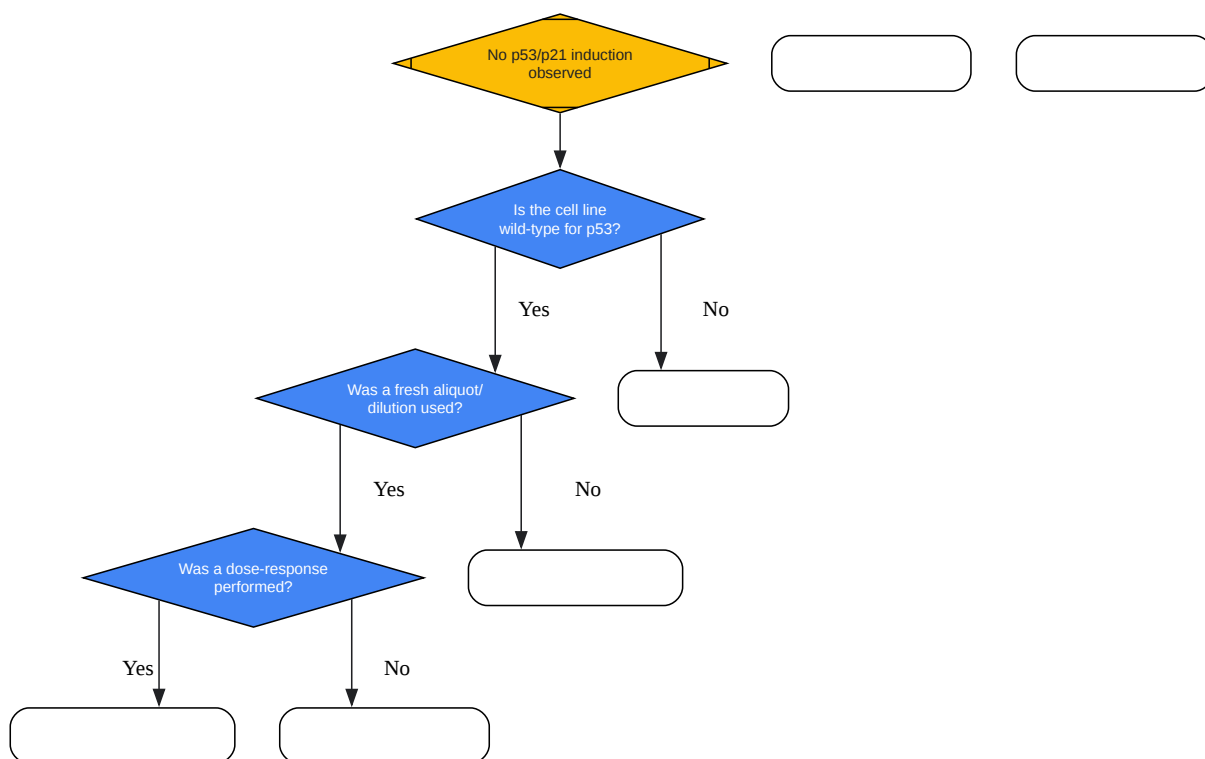 No p53/p21 induction
observed
Is the cell line
wild-type for p53?
Yes
No
Was a fresh aliquot/
dilution used?
Yes
No
Was a dose-response
performed?
Yes
No